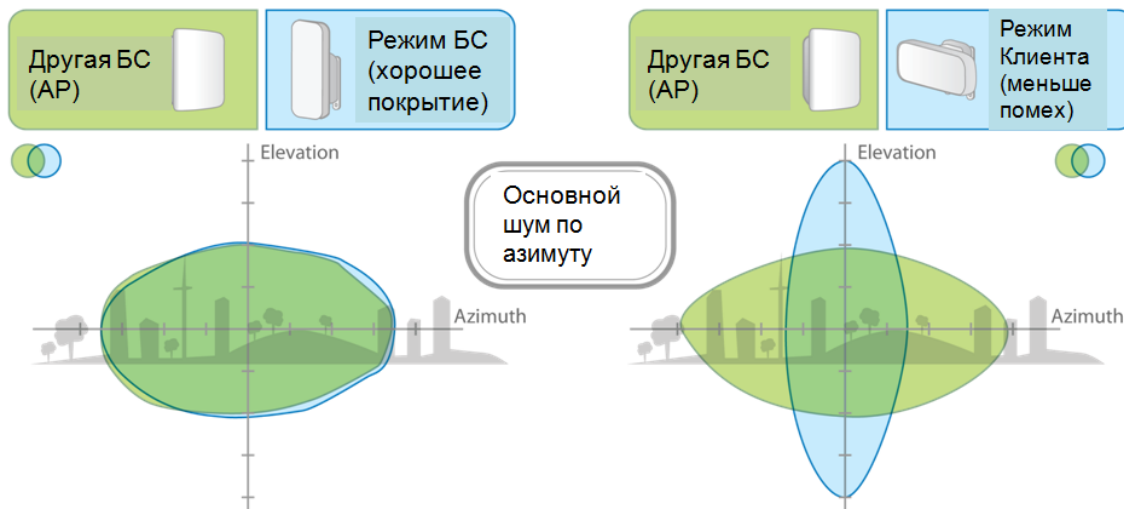 Другая БС
(AP)
Режим БС
(хорошее
покрытие)
Другая БС
(AP)
Режим
Клиента
(меньше
помех)
Elevation
Elevation
Основной
шум по
азимуту
Azimuth
Azimuth